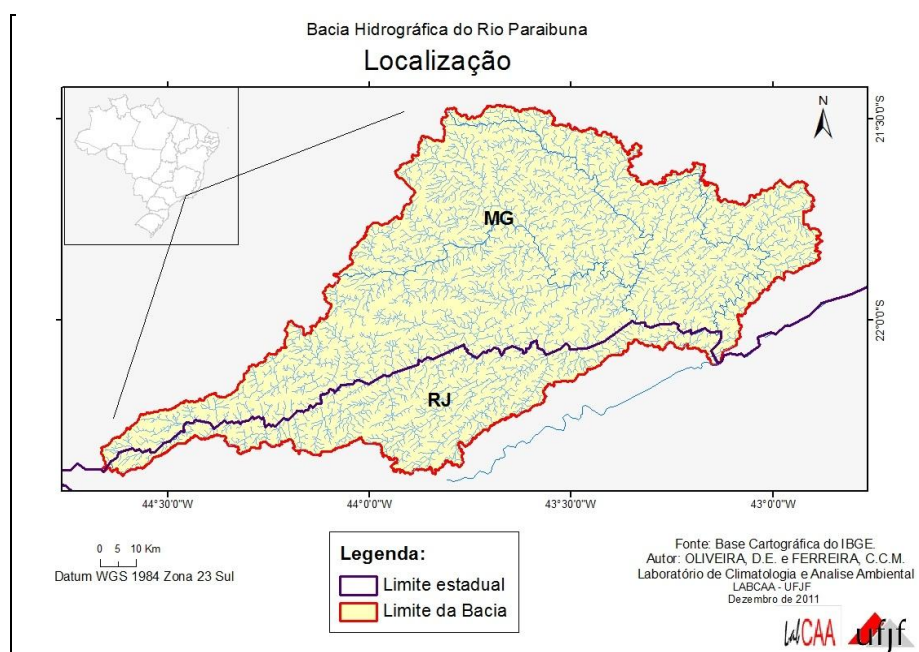 Bacia Hidrográfica do Rio Paraibuna
Localização
N
21°30'0"S
22°0'0"S
MG
RJ
44°30'0"W
44°0'0"W
43°30'0"W
43°0'0"W
0 5 10 Km
Datum WGS 1984 Zona 23 Sul
Legenda:
Limite estadual
Limite da Bacia
Fonte: Base Cartográfica do IBGE.
Autor: OLIVEIRA, D.E. e FERREIRA, C.C.M.
Laboratório de Climatologia e Analise Ambiental
LABCAA - UFJF
Dezembro de 2011
LabCAA
ufjf